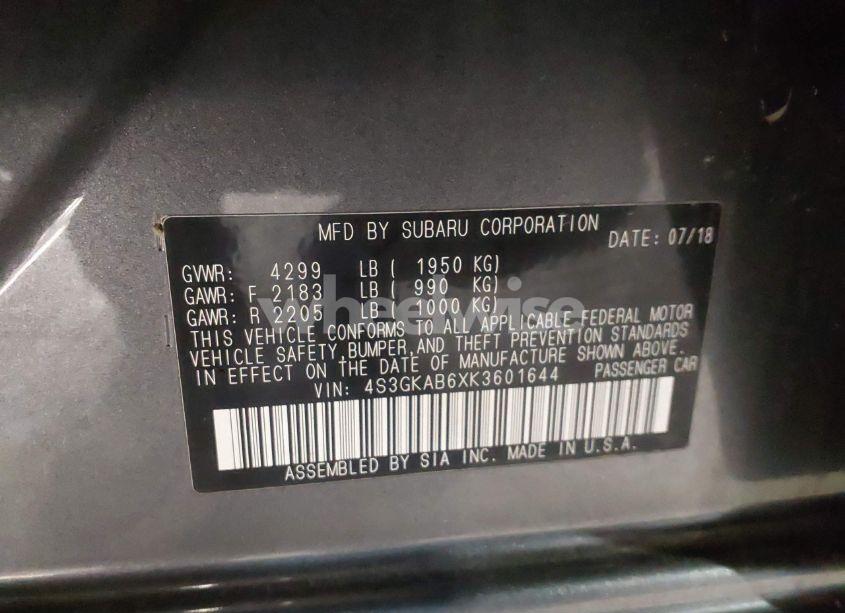 MFD BY SUBARU CORPORATION DATE: 07/18
GVWR: 4299 LB ( 1950 KG)
GAWR: F 2183 LB ( 990 KG)
GAWR: R 2205 LB ( 1000 KG)
THIS VEHICLE CONFORMS TO ALL APPLICABLE FEDERAL MOTOR
VEHICLE SAFETY,BUMPER,AND THEFT PREVENTION STANDARDS
IN EFFECT ON THE DATE OF MANUFACTURE SHOWN ABOVE.
VIN: 4S3GKAB6XK3601644 PASSENGER CAR
ASSEMBLED BY SIA INC. MADE IN U.S.A.
wheelwise